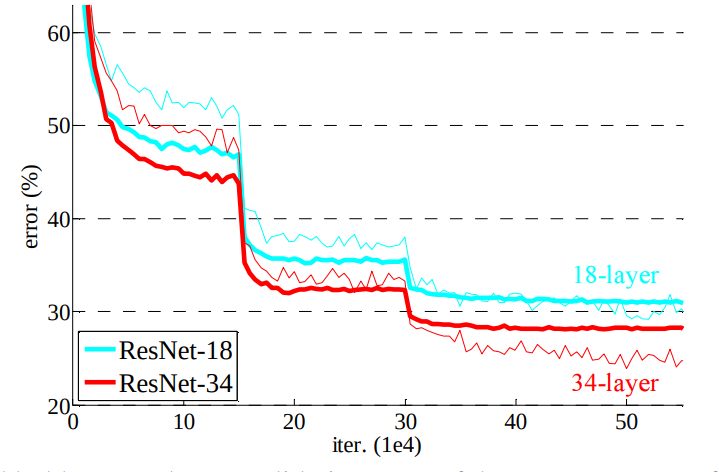 60
50
40
30
20
error (%)
18-layer
34-layer
ResNet-18
ResNet-34
0
10
20
30
40
50
iter. (1e4)